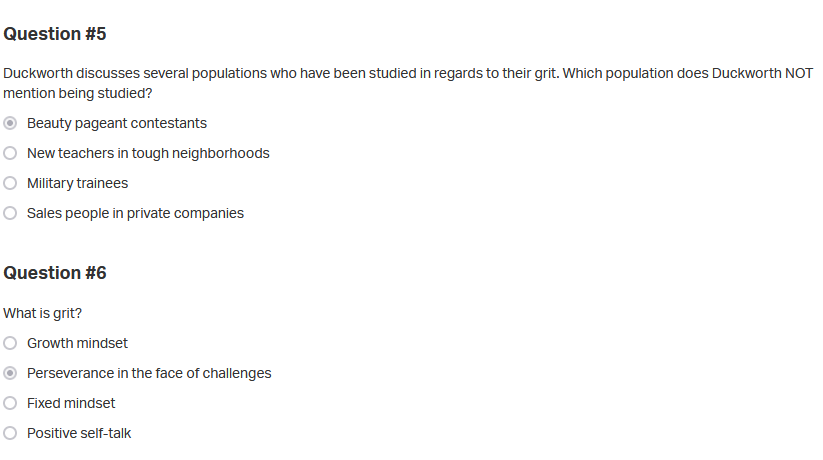 Question #5
Duckworth discusses several populations who have been studied in regards to their grit. Which population does Duckworth NOT
mention being studied?
Beauty pageant contestants
New teachers in tough neighborhoods
Military trainees
Sales people in private companies
Question #6
What is grit?
Growth mindset
Perseverance in the face of challenges
Fixed mindset
Positive self-talk